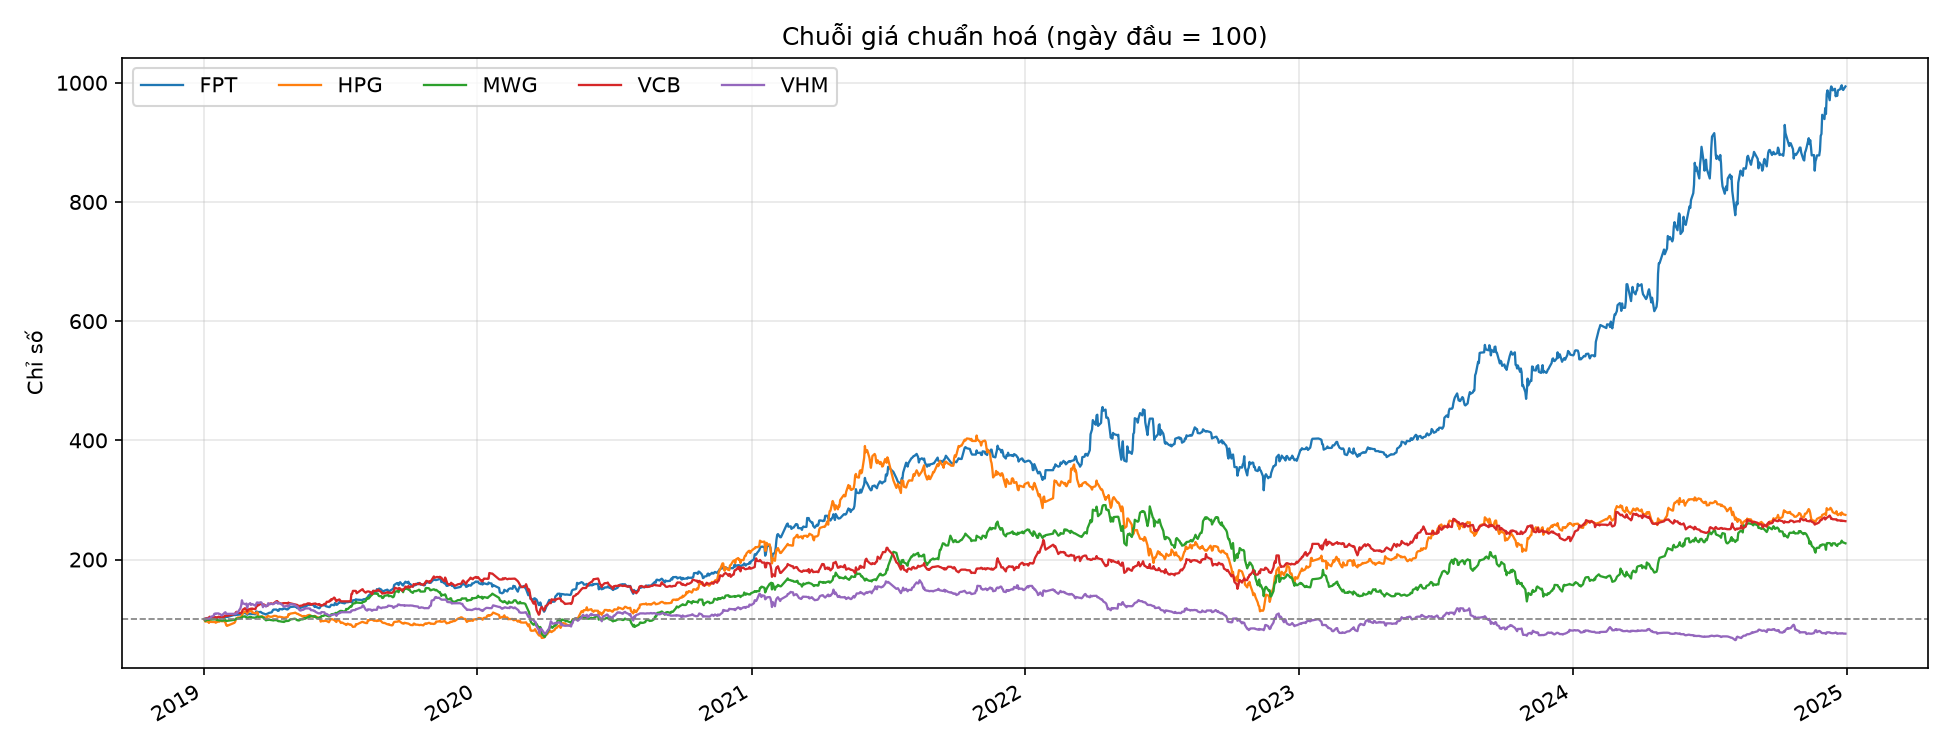 Chuỗi giá chuẩn hoá (ngày đầu = 100)
FPT HPG MWG VCB VHM
Chỉ số
1000
800
600
400
200
2019 2020 2021 2022 2023 2024 2025